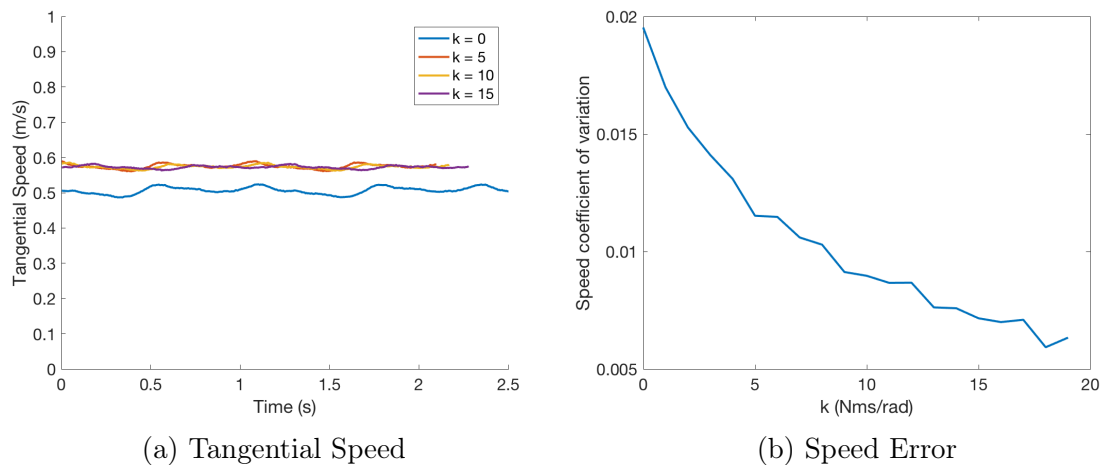 1
0.9
0.8
0.7
0.6
0.5
0.4
0.3
0.2
0.1
0
Tangential Speed (m/s)
k = 0
k = 5
k = 10
k = 15
0
0.5
1
1.5
2
2.5
Time (s)
(a) Tangential Speed
0.02
0.015
0.01
0.005
Speed coefficient of variation
0
5
10
15
20
k (Nms/rad)
(b) Speed Error